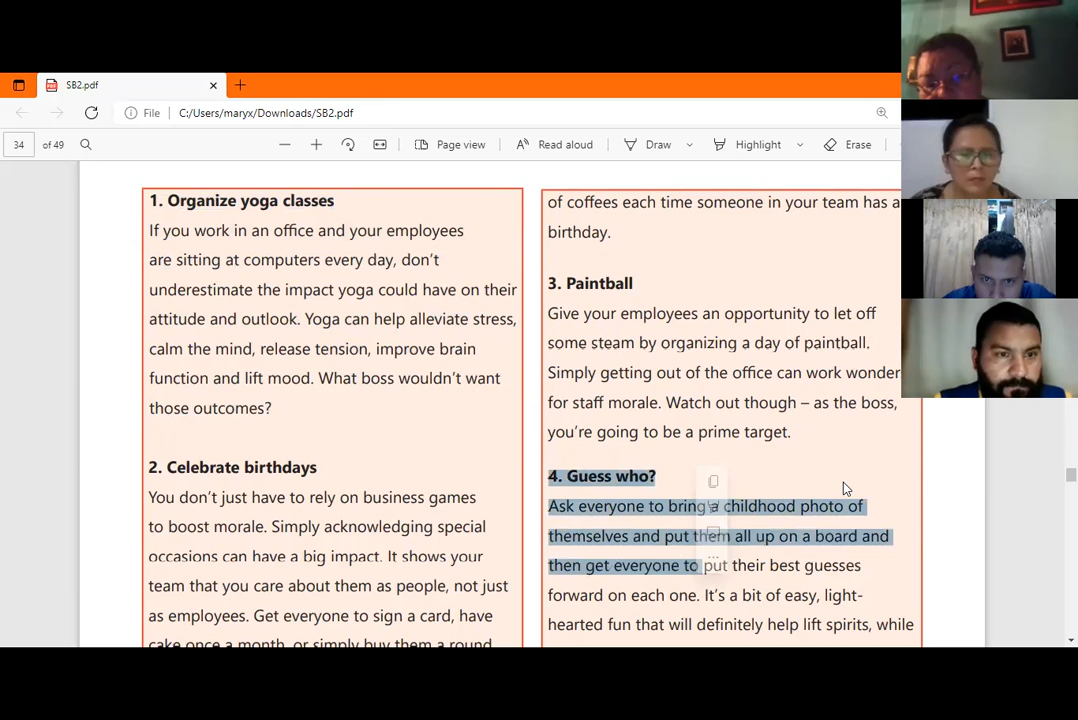 SB2.pdf
File C:/Users/maryx/Downloads/SB2.pdf
34 of 49 Page view Read aloud Draw Highlight Erase
1. Organize yoga classes
If you work in an office and your employees
are sitting at computers every day, don't
underestimate the impact yoga could have on their
attitude and outlook. Yoga can help alleviate stress,
calm the mind, release tension, improve brain
function and lift mood. What boss wouldn't want
those outcomes?
2. Celebrate birthdays
You don't just have to rely on business games
to boost morale. Simply acknowledging special
occasions can have a big impact. It shows your
team that you care about them as people, not just
as employees. Get everyone to sign a card, have
cake once a month, or simply buy them a round
of coffees each time someone in your team has a
birthday.
3. Paintball
Give your employees an opportunity to let off
some steam by organizing a day of paintball.
Simply getting out of the office can work wonder
for staff morale. Watch out though – as the boss,
you're going to be a prime target.
4. Guess who?
Ask everyone to bring a childhood photo of
themselves and put them all up on a board and
then get everyone to put their best guesses
forward on each one. It's a bit of easy, light-
hearted fun that will definitely help lift spirits, while